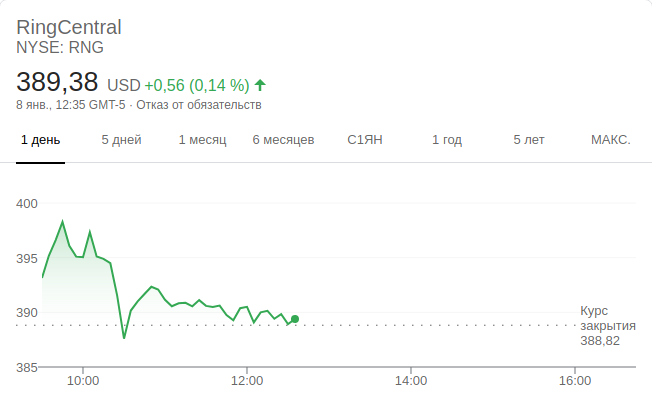 RingCentral
NYSE: RNG
389,38 USD +0,56 (0,14 %)
8 янв., 12:35 GMT-5 · Отказ от обязательств
1 день 5 дней 1 месяц 6 месяцев С1ЯН 1 год 5 лет МАКС.
400
395
390
385
Курс
закрытия
388,82
10:00 12:00 14:00 16:00